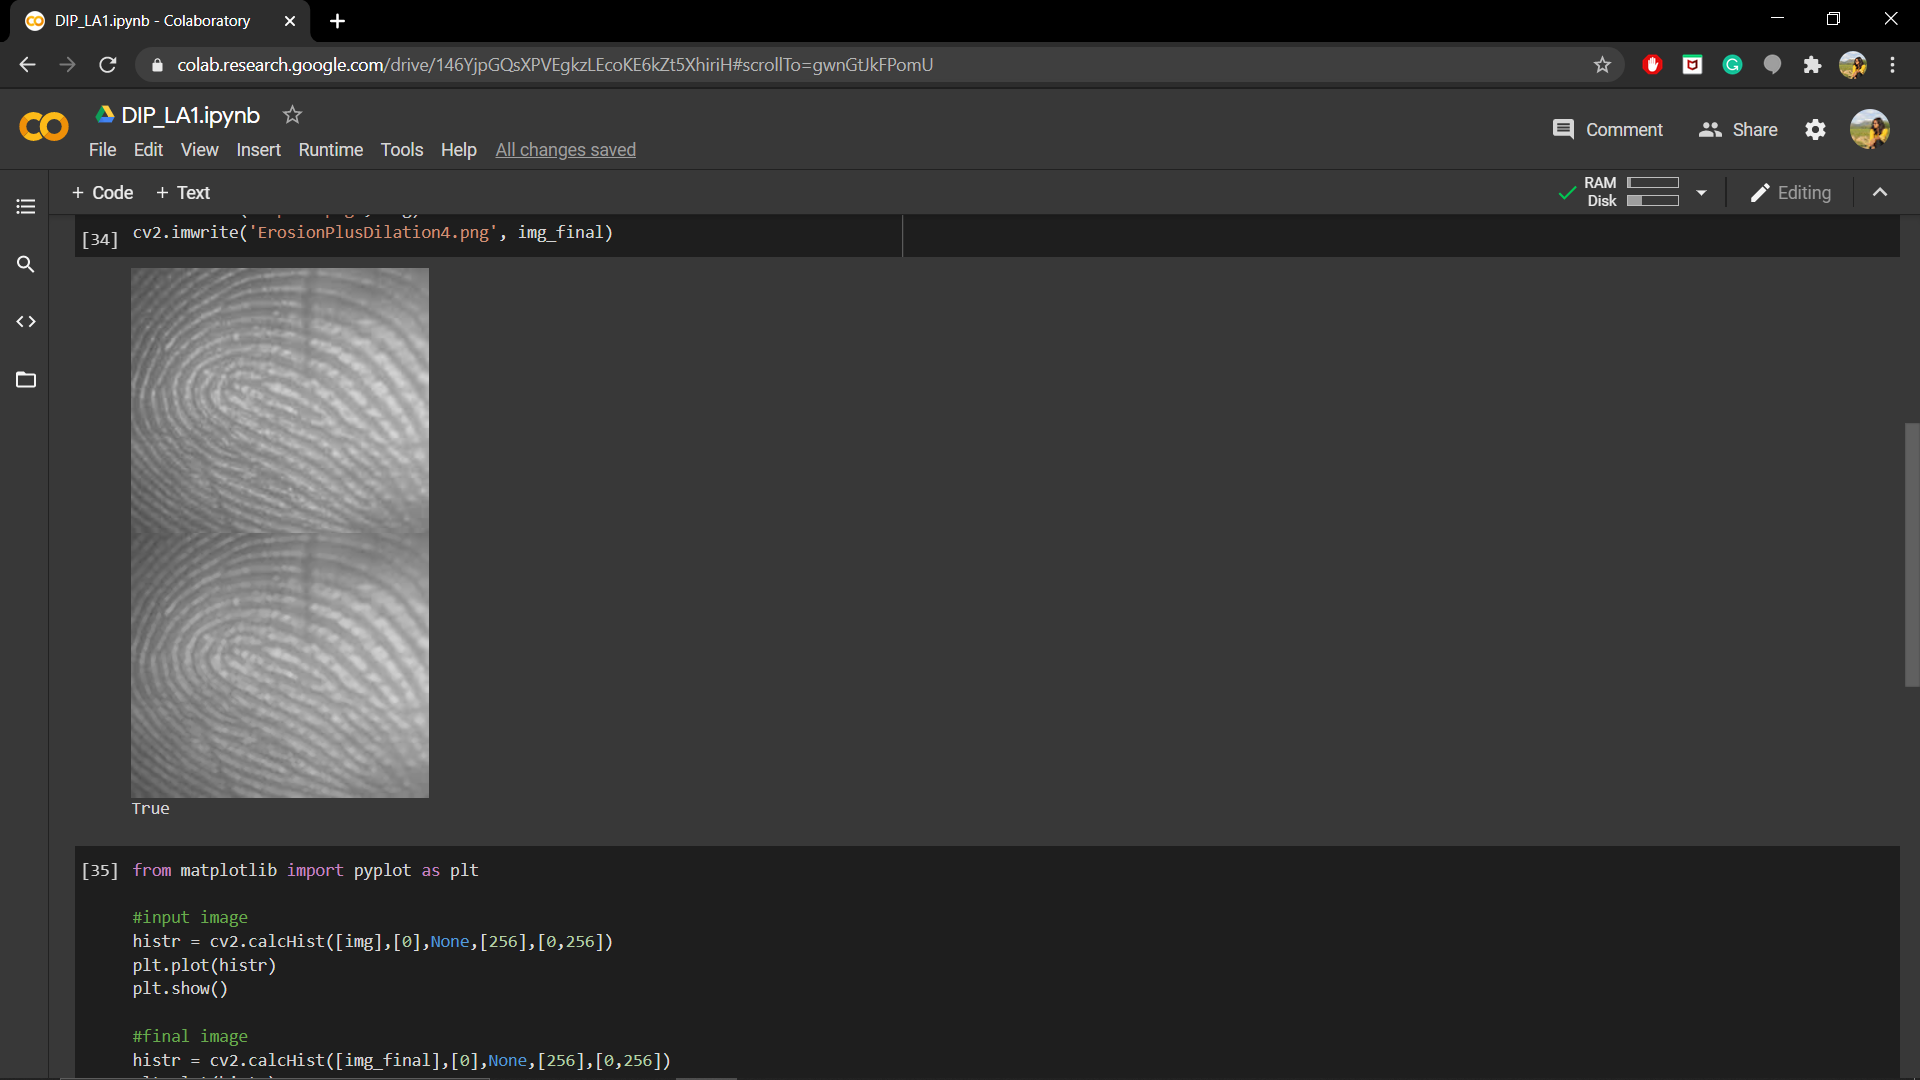 DIP_LA1.ipynb - Colaboratory
colab.research.google.com/drive/146YjpGQsXPVEgkzLEcoKE6kZt5XhiriH#scrollTo=gwnGtJkFPomU
DIP_LA1.ipynb
Comment Share
File Edit View Insert Runtime Tools Help All changes saved
+ Code + Text
RAM
Disk
Editing
[34] cv2.imwrite('ErosionPlusDilation4.png', img_final)
True
[35] from matplotlib import pyplot as plt
#input image
histr = cv2.calcHist([img],[0],None,[256],[0,256])
plt.plot(histr)
plt.show()
#final image
histr = cv2.calcHist([img_final],[0],None,[256],[0,256])